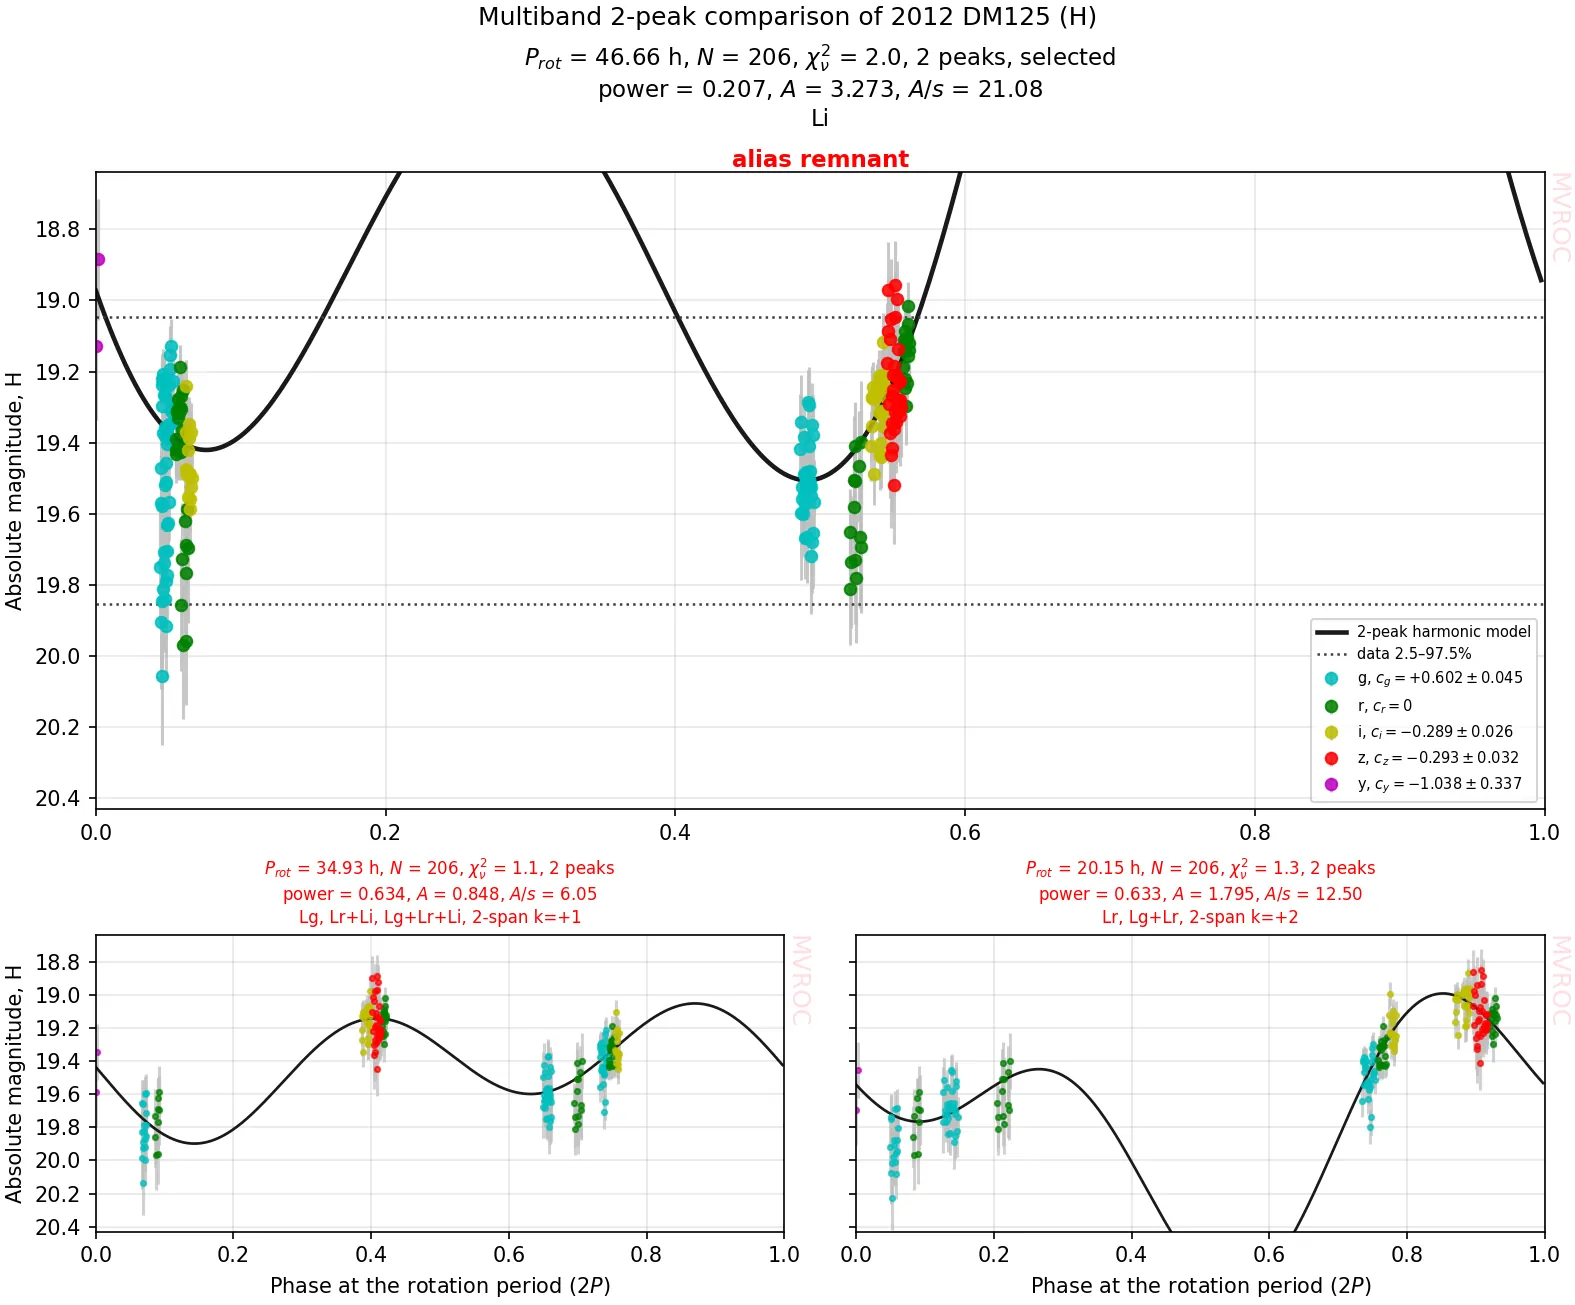 Multiband 2-peak comparison of 2012 DM125 (H)
P_rot = 46.66 h, N = 206, χ²_ν = 2.0, 2 peaks, selected
power = 0.207, A = 3.273, A/s = 21.08
Li
alias remnant
MVROC
Absolute magnitude, H
18.8
19.0
19.2
19.4
19.6
19.8
20.0
20.2
20.4
2-peak harmonic model
data 2.5–97.5%
g, c_g = +0.602 ± 0.045
r, c_r = 0
i, c_i = −0.289 ± 0.026
z, c_z = −0.293 ± 0.032
y, c_y = −1.038 ± 0.337
0.0 0.2 0.4 0.6 0.8 1.0
P_rot = 34.93 h, N = 206, χ²_ν = 1.1, 2 peaks
power = 0.634, A = 0.848, A/s = 6.05
Lg, Lr+Li, Lg+Lr+Li, 2-span k=+1
MVROC
Absolute magnitude, H
18.8
19.0
19.2
19.4
19.6
19.8
20.0
20.2
20.4
0.0 0.2 0.4 0.6 0.8 1.0
Phase at the rotation period (2P)
P_rot = 20.15 h, N = 206, χ²_ν = 1.3, 2 peaks
power = 0.633, A = 1.795, A/s = 12.50
Lr, Lg+Lr, 2-span k=+2
MVROC
0.0 0.2 0.4 0.6 0.8 1.0
Phase at the rotation period (2P)